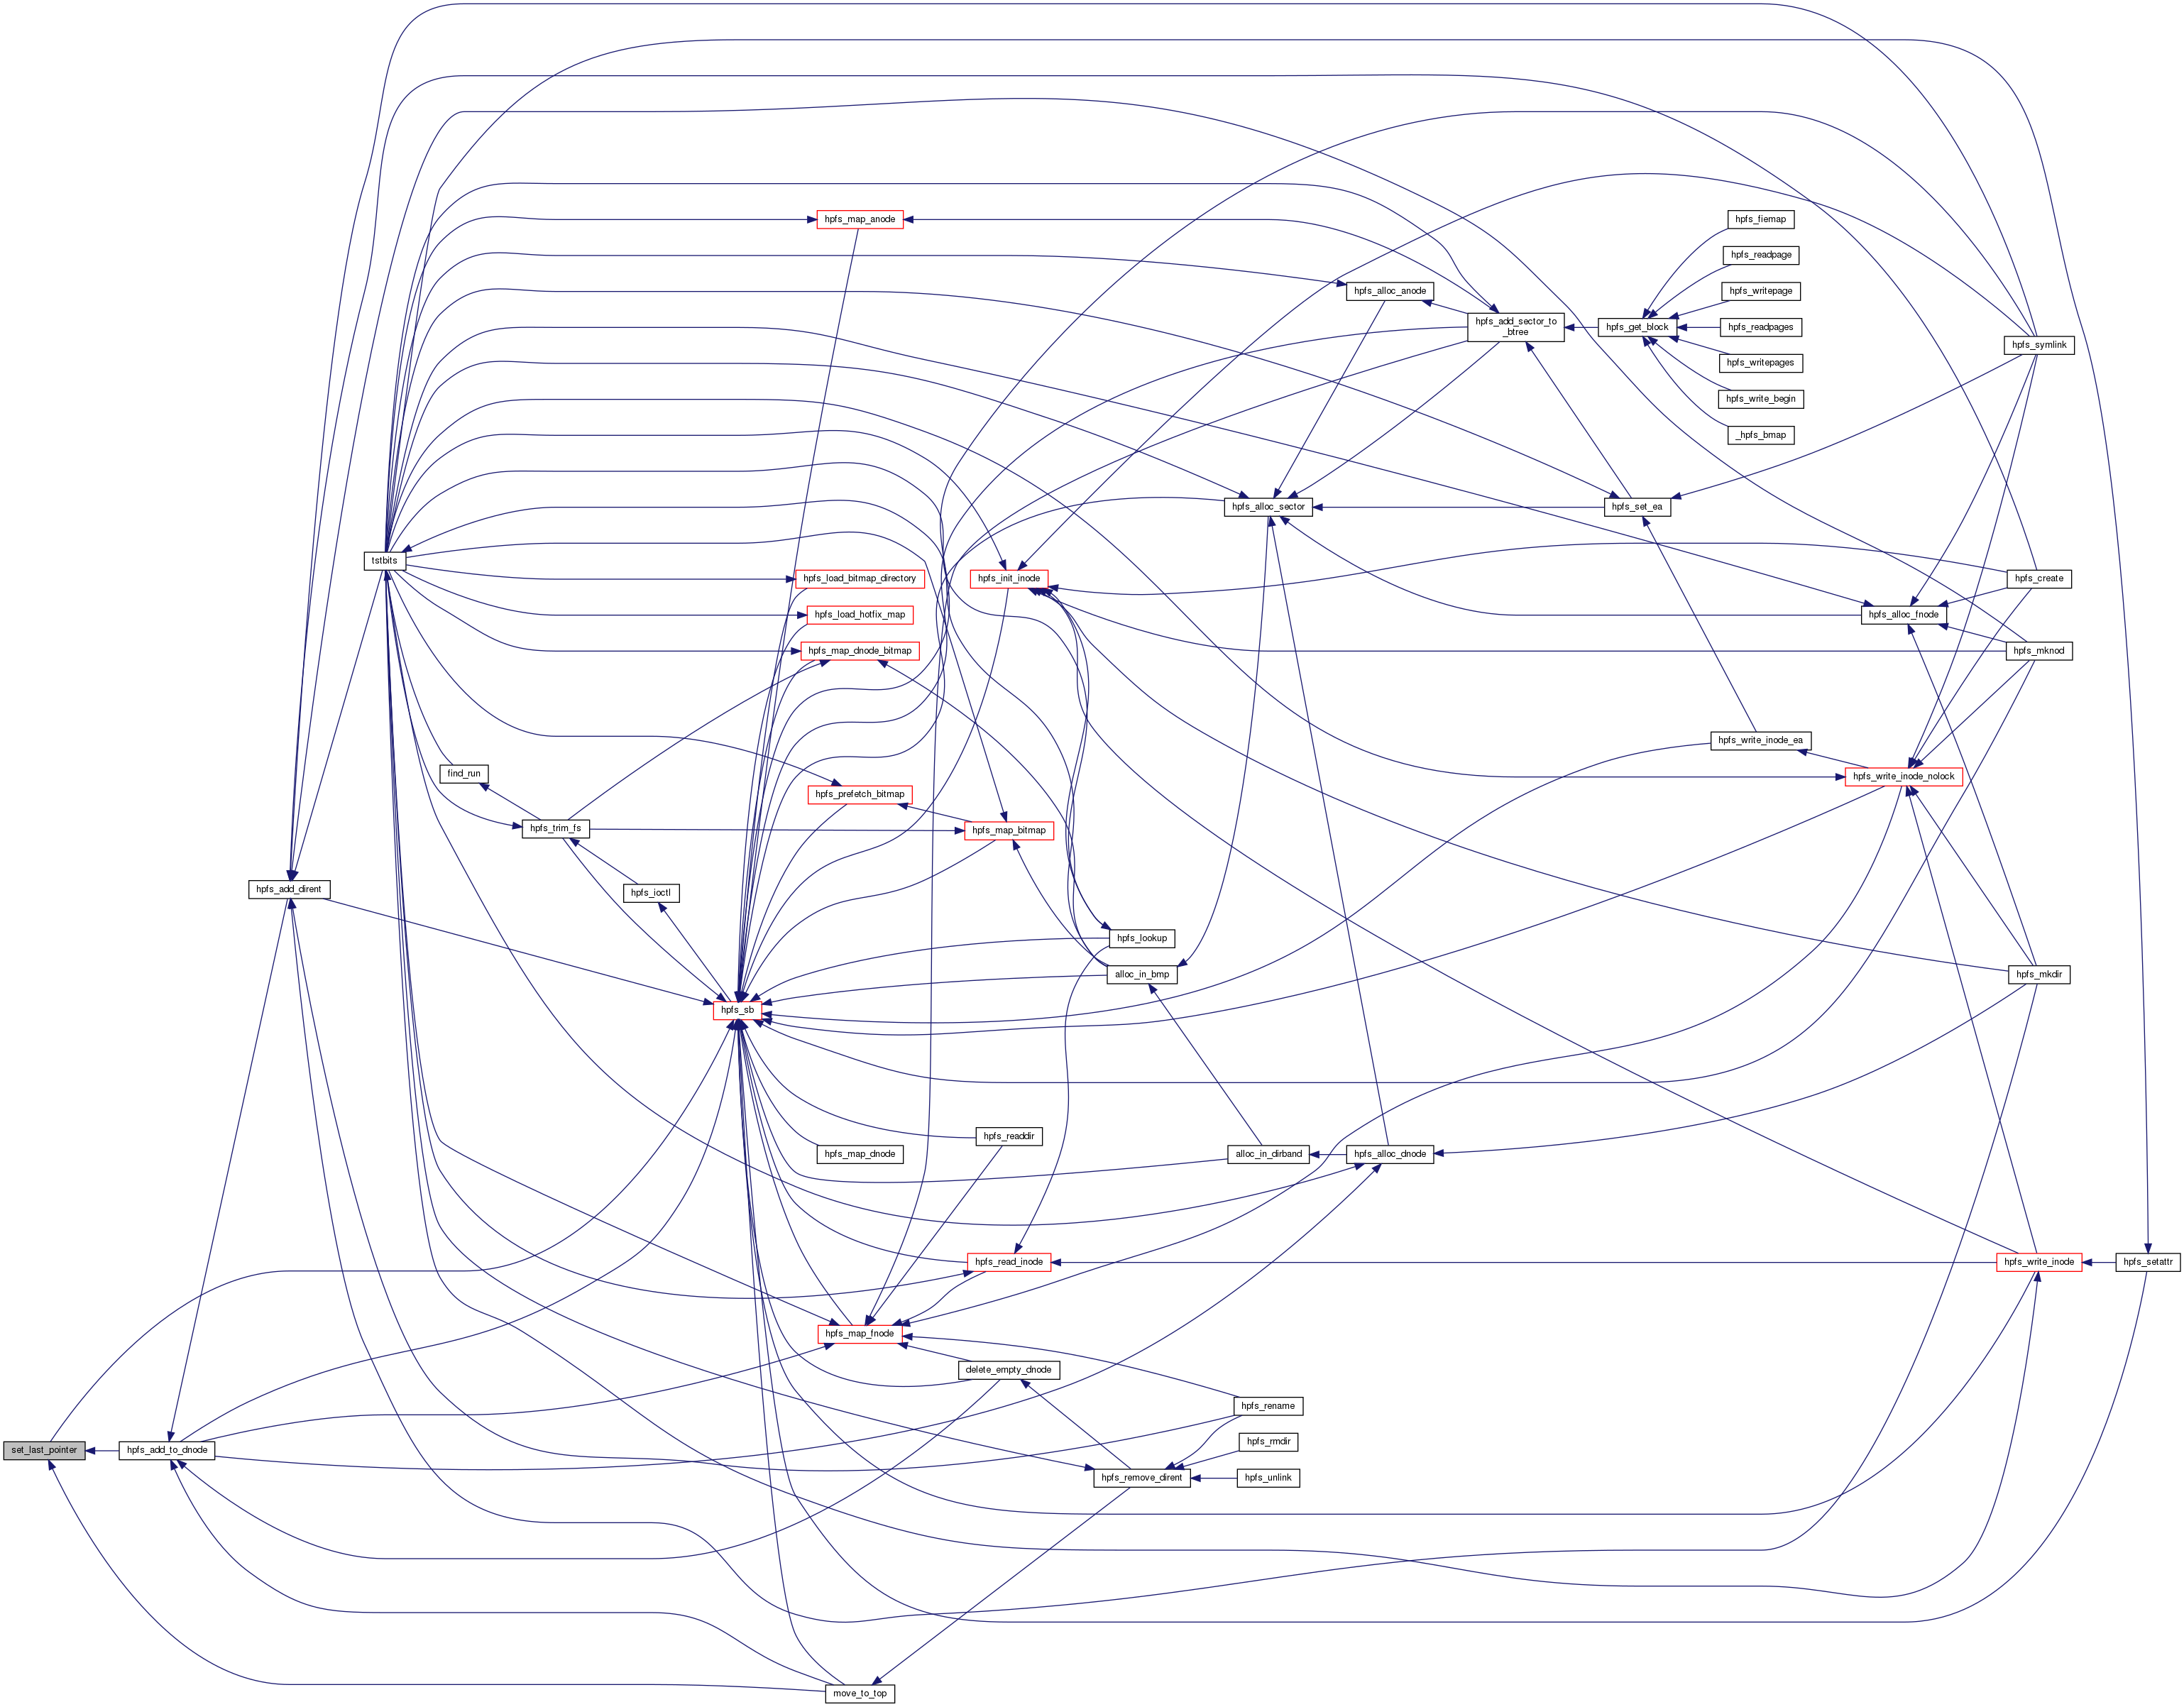 hpfs_map_anode
hpfs_fiemap
hpfs_readpage
hpfs_alloc_anode
hpfs_writepage
hpfs_add_sector_to
_btree
hpfs_get_block
hpfs_readpages
hpfs_symlink
hpfs_writepages
hpfs_write_begin
_hpfs_bmap
hpfs_alloc_sector
hpfs_set_ea
tstbits
hpfs_load_bitmap_directory
hpfs_init_inode
hpfs_create
hpfs_load_hotfix_map
hpfs_alloc_fnode
hpfs_map_dnode_bitmap
hpfs_mknod
hpfs_write_inode_ea
find_run
hpfs_write_inode_nolock
hpfs_prefetch_bitmap
hpfs_trim_fs
hpfs_map_bitmap
hpfs_add_dirent
hpfs_ioctl
hpfs_lookup
alloc_in_bmp
hpfs_mkdir
hpfs_sb
hpfs_readdir
hpfs_map_dnode
alloc_in_dirband
hpfs_alloc_dnode
hpfs_read_inode
hpfs_write_inode
hpfs_setattr
hpfs_map_fnode
delete_empty_dnode
hpfs_rename
hpfs_rmdir
set_last_pointer
hpfs_add_to_dnode
hpfs_remove_dirent
hpfs_unlink
move_to_top